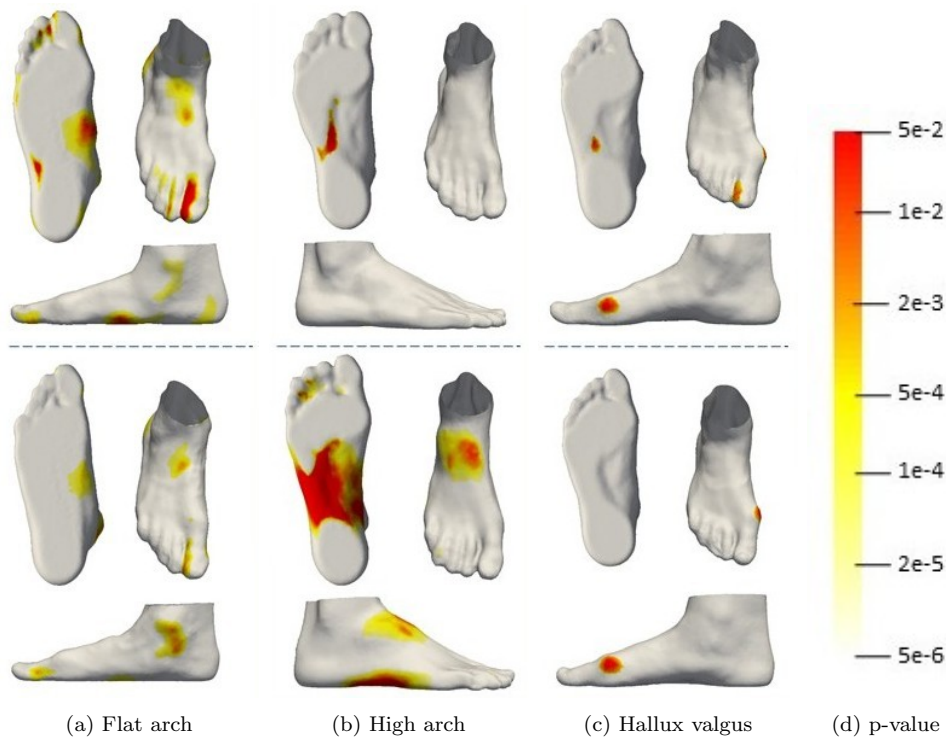 5e-2
1e-2
2e-3
5e-4
1e-4
2e-5
5e-6
(a) Flat arch
(b) High arch
(c) Hallux valgus
(d) p-value